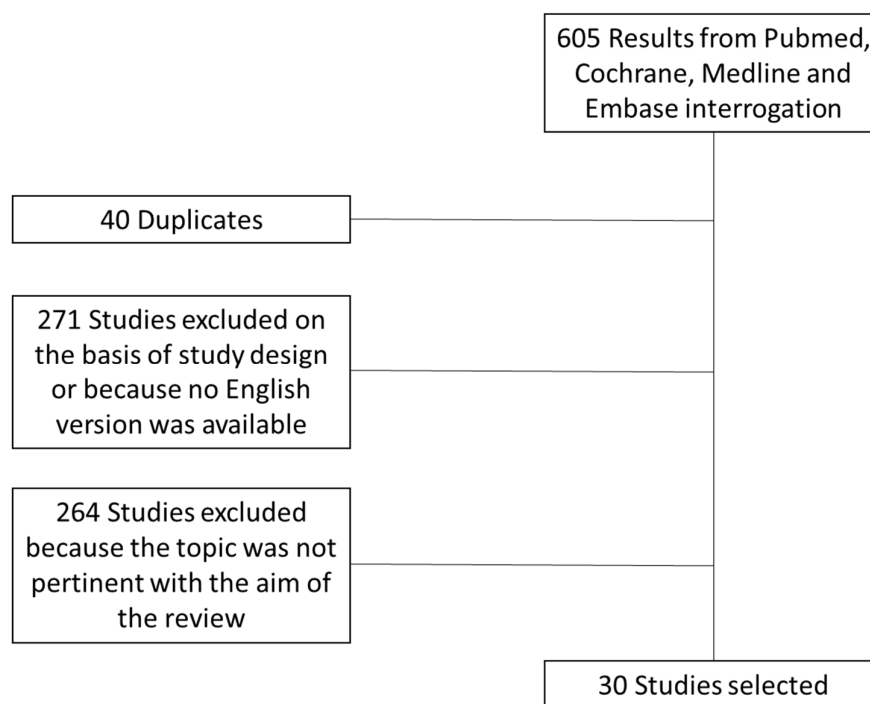 605 Results from Pubmed,
Cochrane, Medline and
Embase interrogation
40 Duplicates
271 Studies excluded on
the basis of study design
or because no English
version was available
264 Studies excluded
because the topic was not
pertinent with the aim of
the review
30 Studies selected